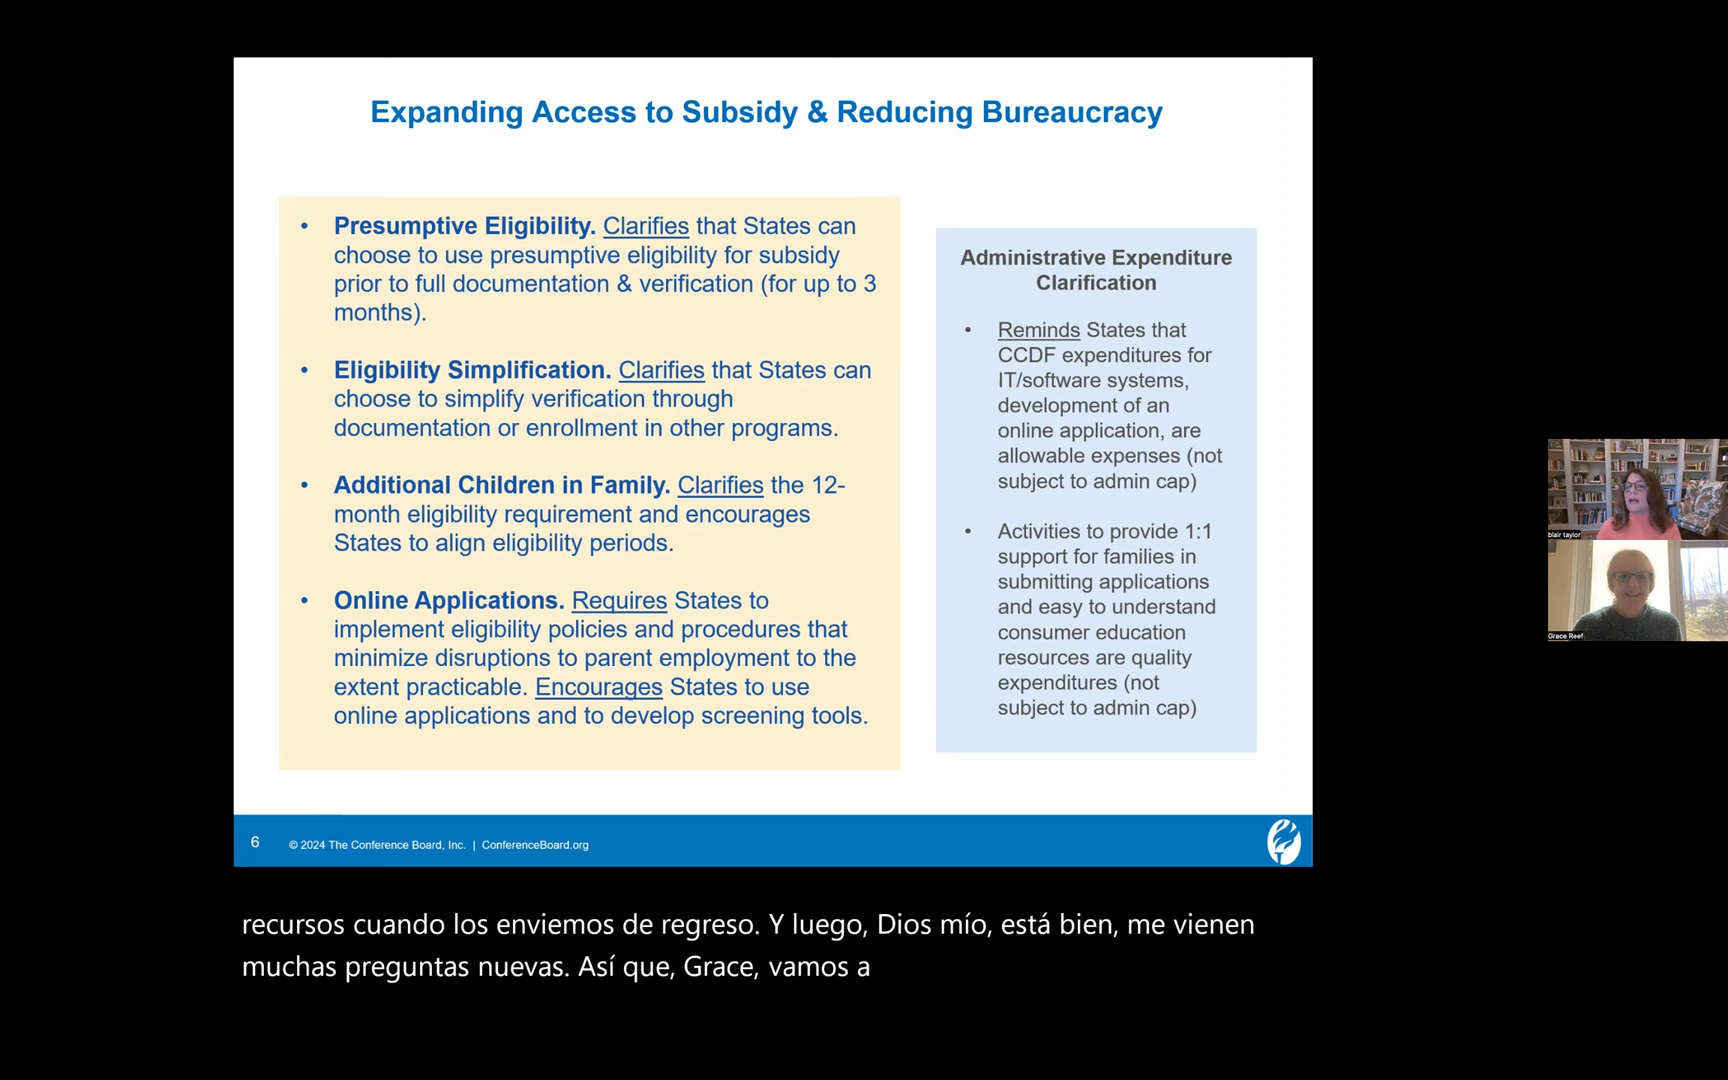 Expanding Access to Subsidy & Reducing Bureaucracy
• Presumptive Eligibility. Clarifies that States can
choose to use presumptive eligibility for subsidy
prior to full documentation & verification (for up to 3
months).
• Eligibility Simplification. Clarifies that States can
choose to simplify verification through
documentation or enrollment in other programs.
• Additional Children in Family. Clarifies the 12-
month eligibility requirement and encourages
States to align eligibility periods.
• Online Applications. Requires States to
implement eligibility policies and procedures that
minimize disruptions to parent employment to the
extent practicable. Encourages States to use
online applications and to develop screening tools.
Administrative Expenditure
Clarification
• Reminds States that
CCDF expenditures for
IT/software systems,
development of an
online application, are
allowable expenses (not
subject to admin cap)
• Activities to provide 1:1
support for families in
submitting applications
and easy to understand
consumer education
resources are quality
expenditures (not
subject to admin cap)
6 © 2024 The Conference Board, Inc. | ConferenceBoard.org
blair taylor
Grace Reef
recursos cuando los enviemos de regreso. Y luego, Dios mío, está bien, me vienen
muchas preguntas nuevas. Así que, Grace, vamos a